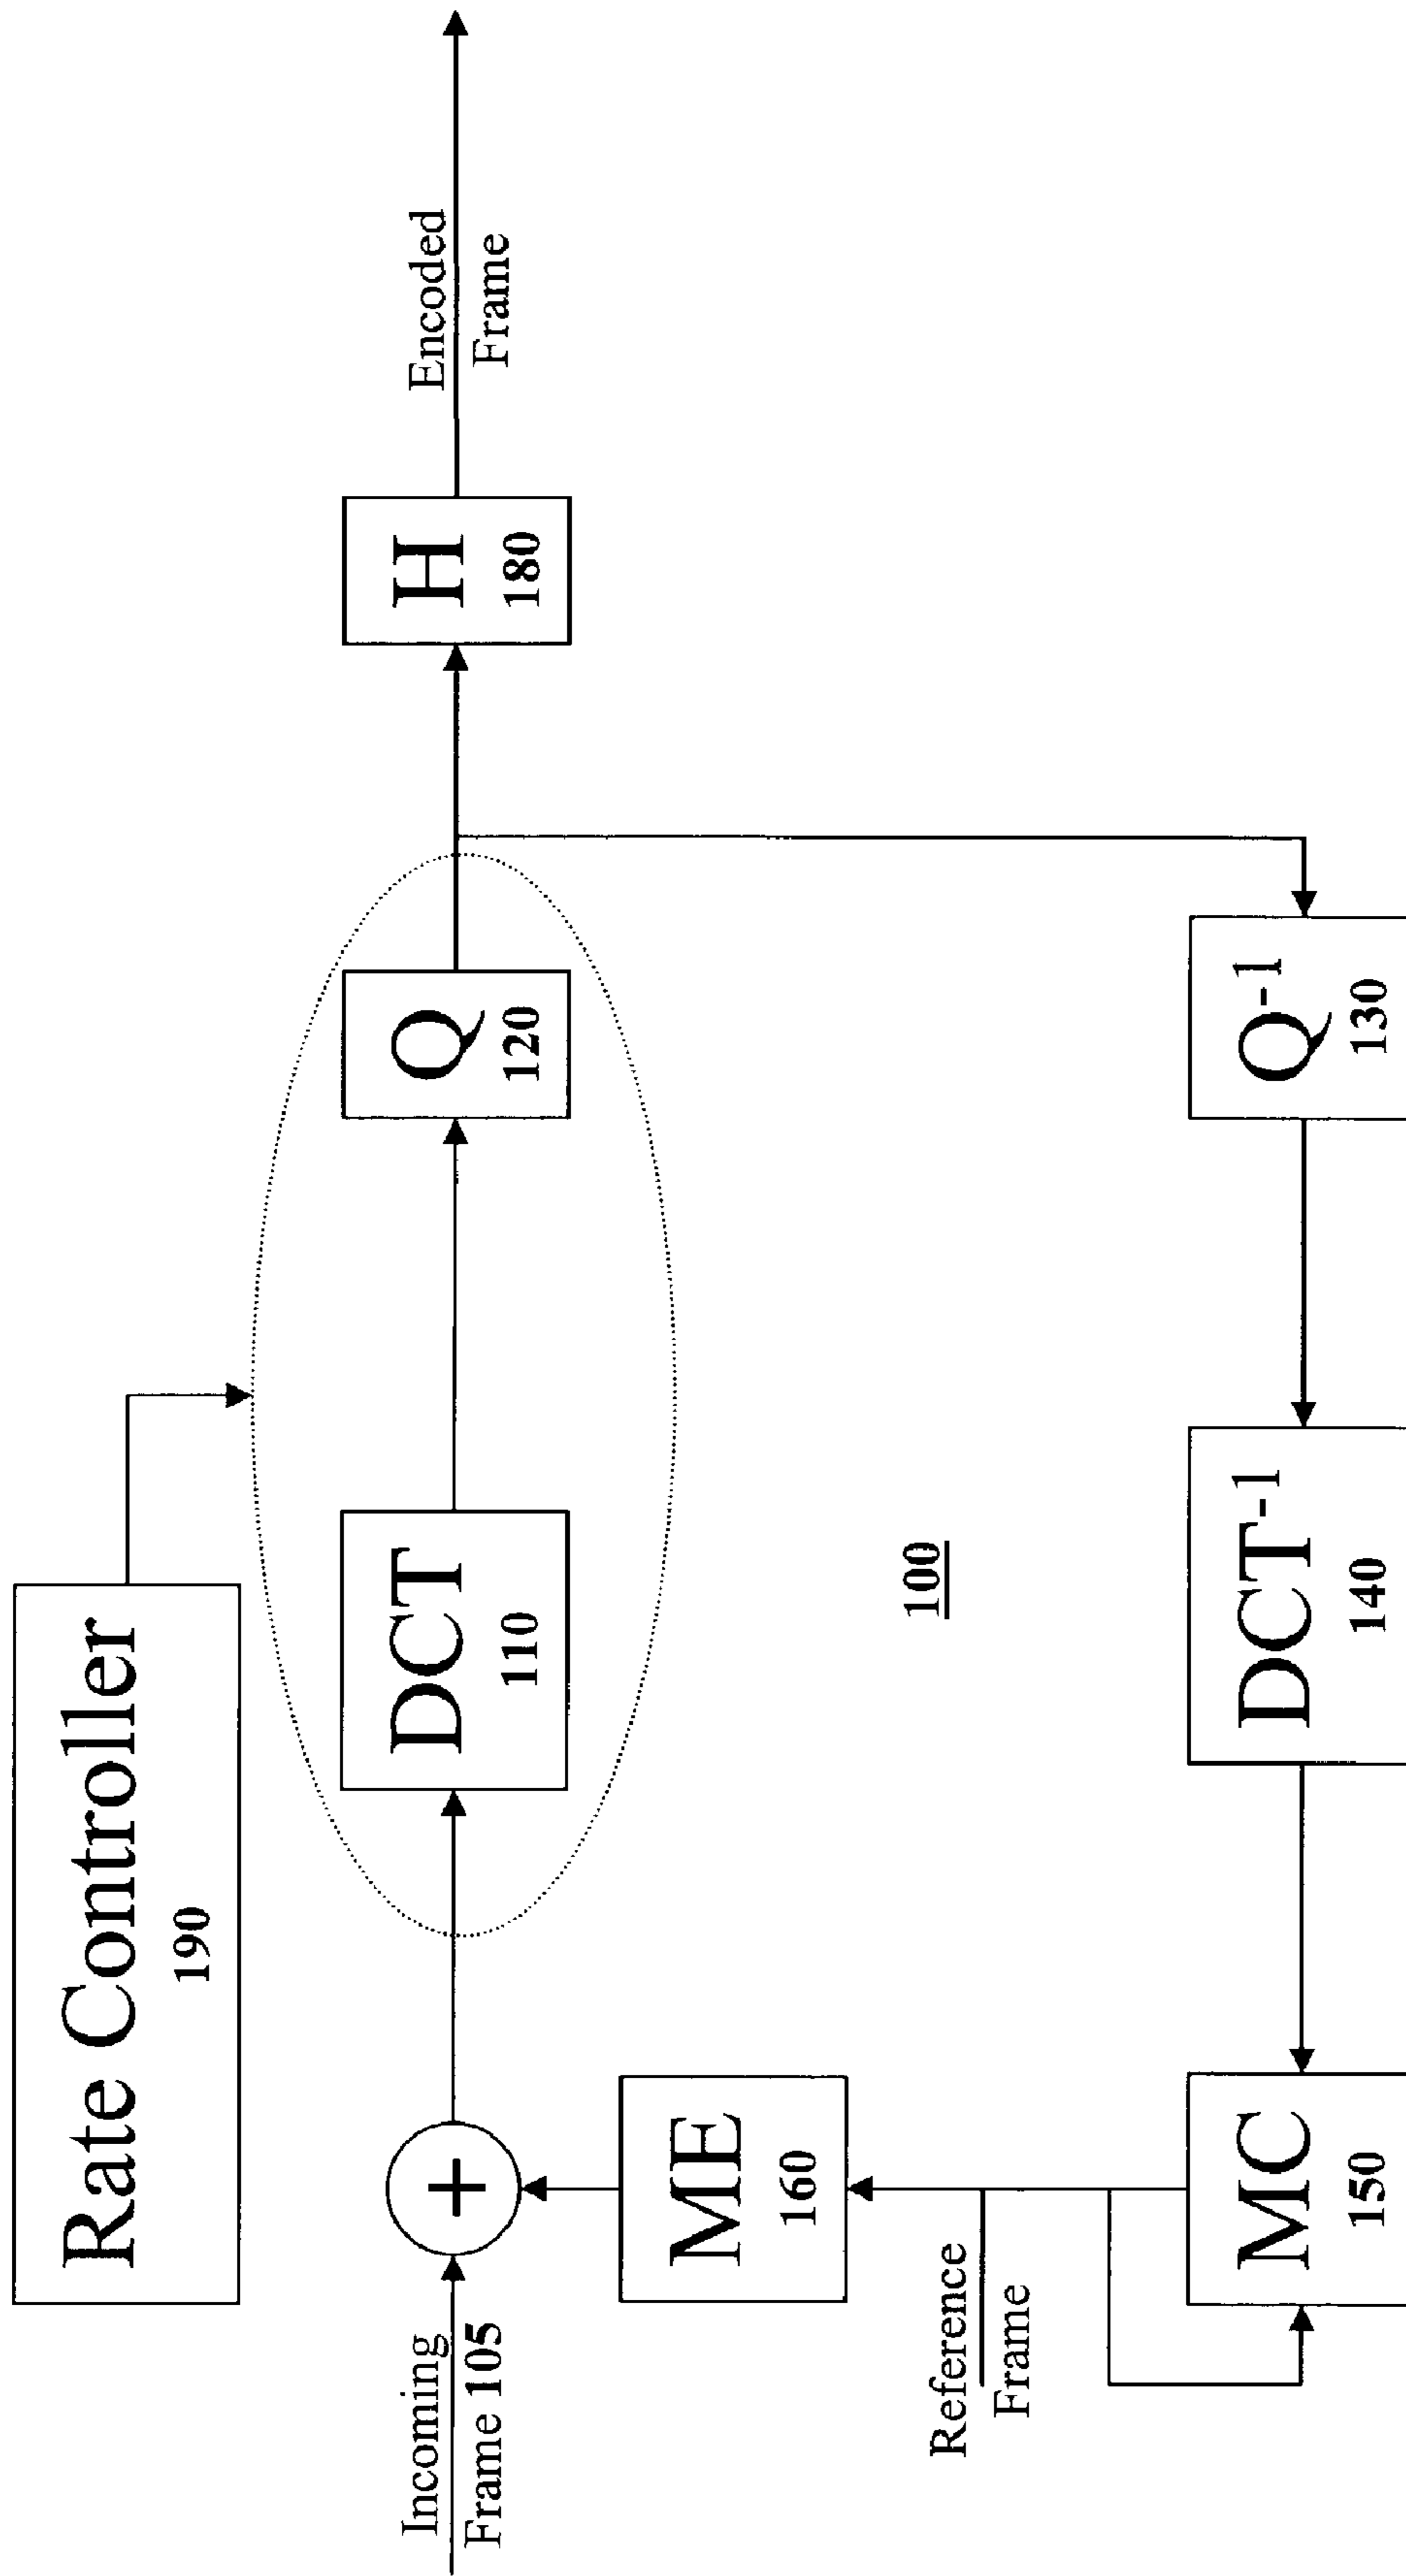 Rate Controller
190
Incoming
Frame 105
+
DCT
110
Q
120
H
180
Encoded
Frame
ME
160
100
Reference
Frame
MC
150
DCT-1
140
Q-1
130